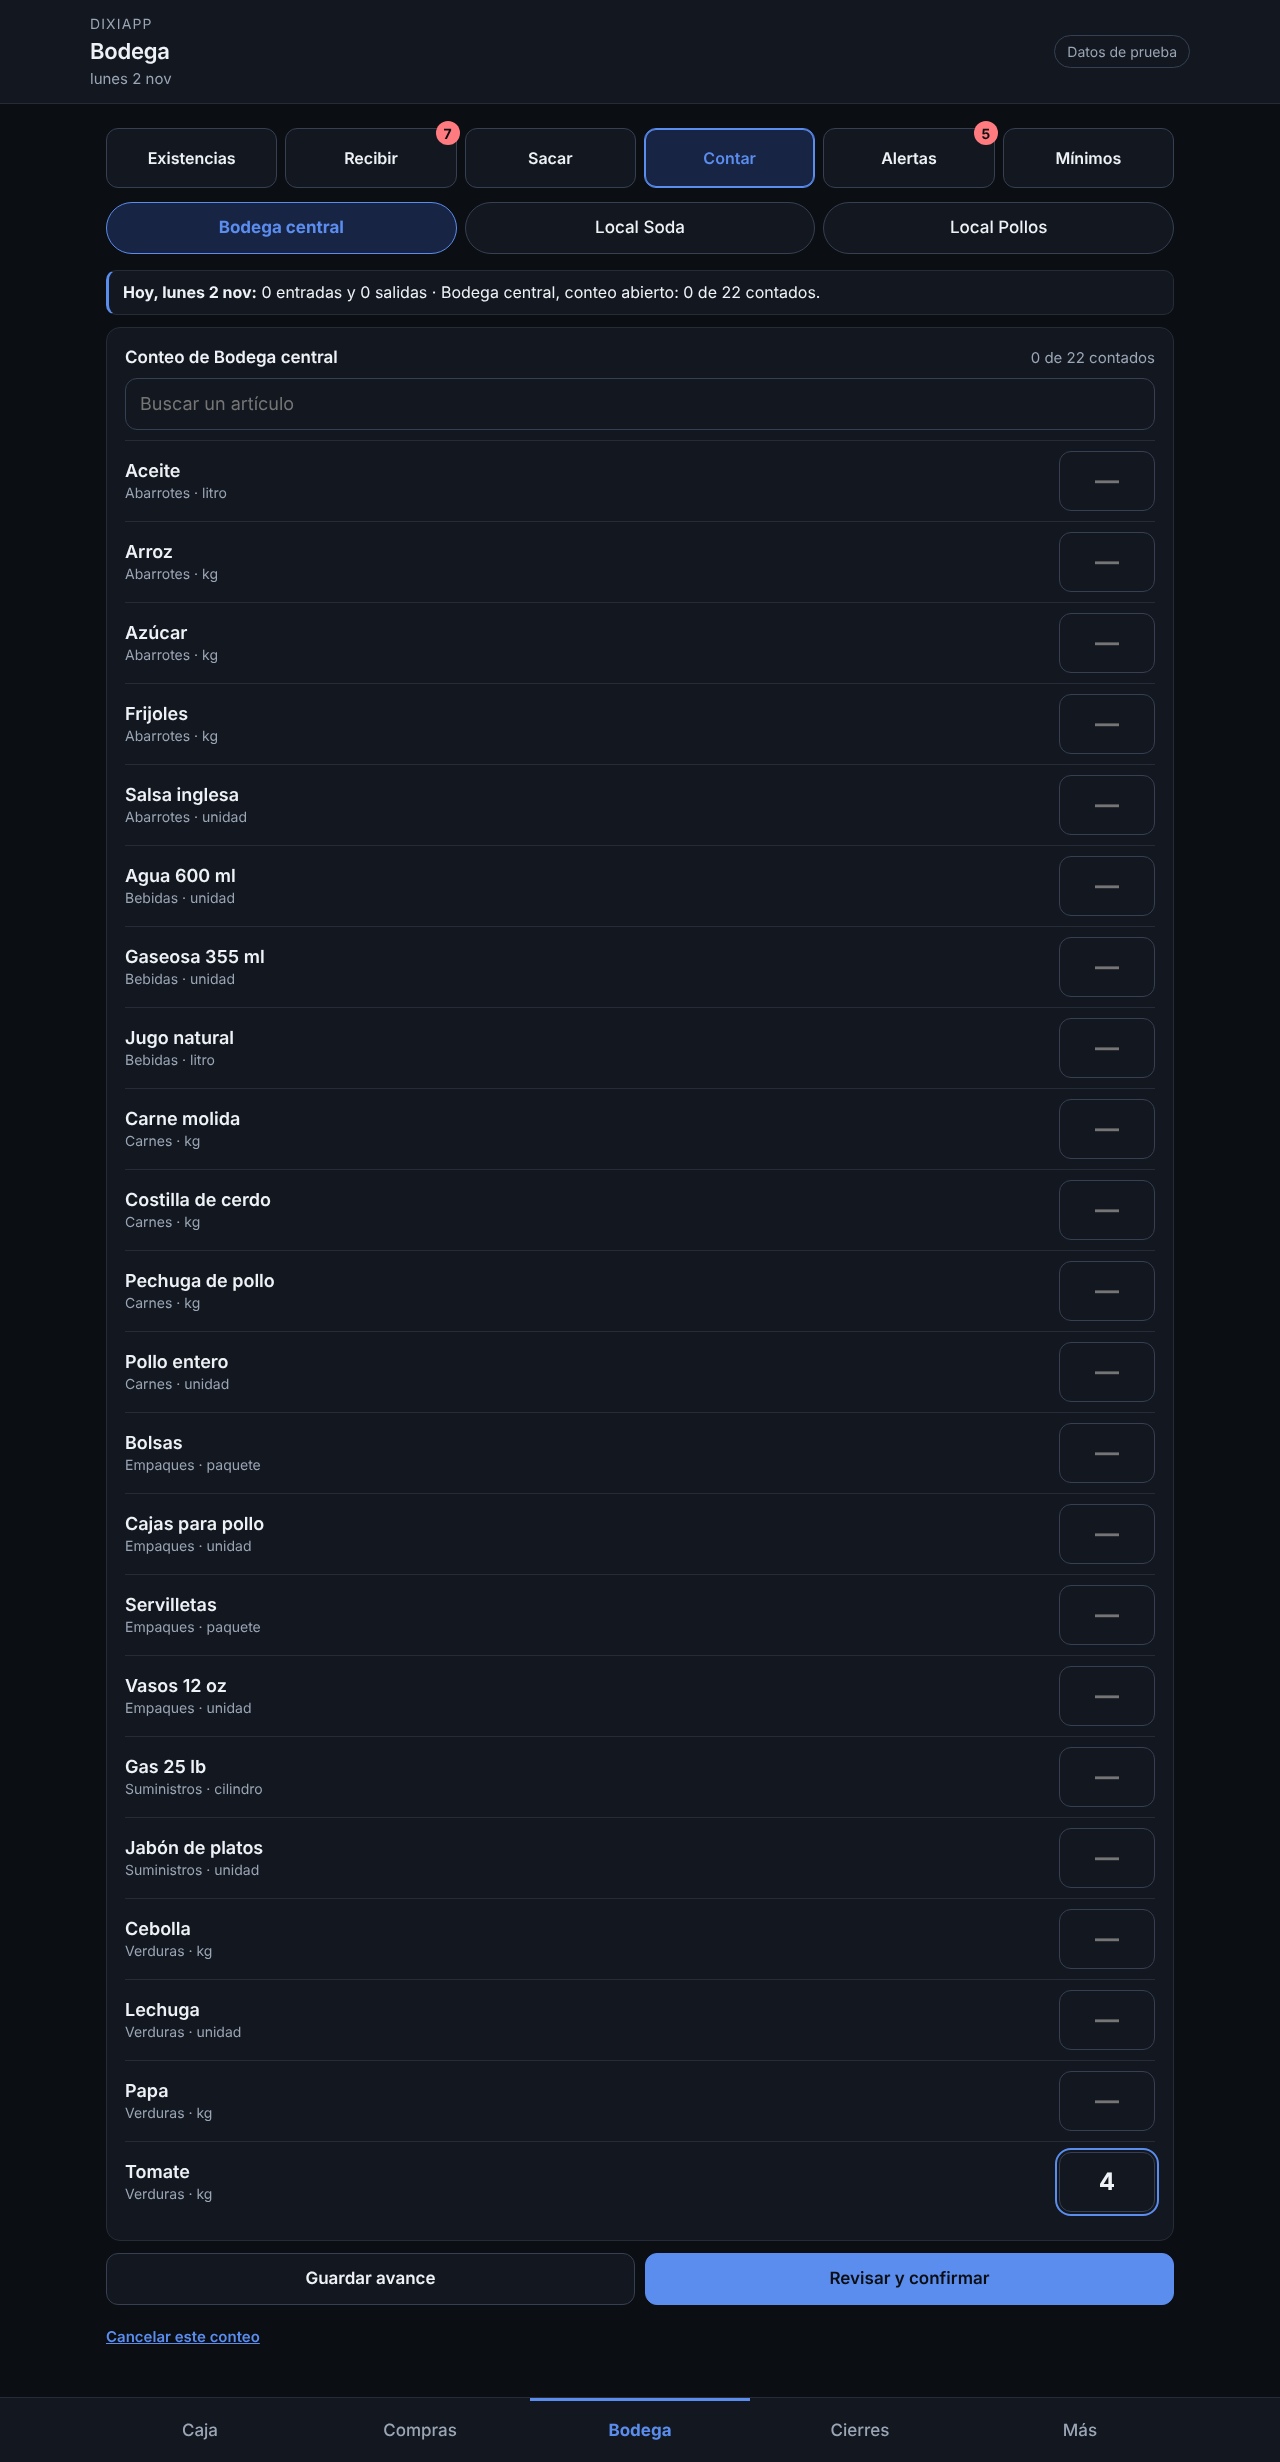 DIXIAPP
Bodega
lunes 2 nov
Datos de prueba
Existencias
Recibir
7
Sacar
Contar
Alertas
5
Mínimos
Bodega central
Local Soda
Local Pollos
Hoy, lunes 2 nov: 0 entradas y 0 salidas · Bodega central, conteo abierto: 0 de 22 contados.
Conteo de Bodega central
0 de 22 contados
Buscar un artículo
Aceite
Abarrotes · litro
—
Arroz
Abarrotes · kg
—
Azúcar
Abarrotes · kg
—
Frijoles
Abarrotes · kg
—
Salsa inglesa
Abarrotes · unidad
—
Agua 600 ml
Bebidas · unidad
—
Gaseosa 355 ml
Bebidas · unidad
—
Jugo natural
Bebidas · litro
—
Carne molida
Carnes · kg
—
Costilla de cerdo
Carnes · kg
—
Pechuga de pollo
Carnes · kg
—
Pollo entero
Carnes · unidad
—
Bolsas
Empaques · paquete
—
Cajas para pollo
Empaques · unidad
—
Servilletas
Empaques · paquete
—
Vasos 12 oz
Empaques · unidad
—
Gas 25 lb
Suministros · cilindro
—
Jabón de platos
Suministros · unidad
—
Cebolla
Verduras · kg
—
Lechuga
Verduras · unidad
—
Papa
Verduras · kg
—
Tomate
Verduras · kg
4
Guardar avance
Revisar y confirmar
Cancelar este conteo
Caja
Compras
Bodega
Cierres
Más